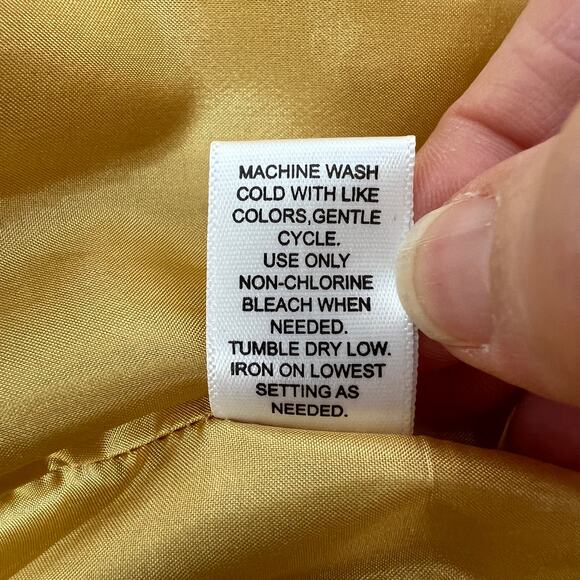 MACHINE WASH
COLD WITH LIKE
COLORS,GENTLE
CYCLE.
USE ONLY
NON-CHLORINE
BLEACH WHEN
NEEDED.
TUMBLE DRY LOW.
IRON ON LOWEST
SETTING AS
NEEDED.